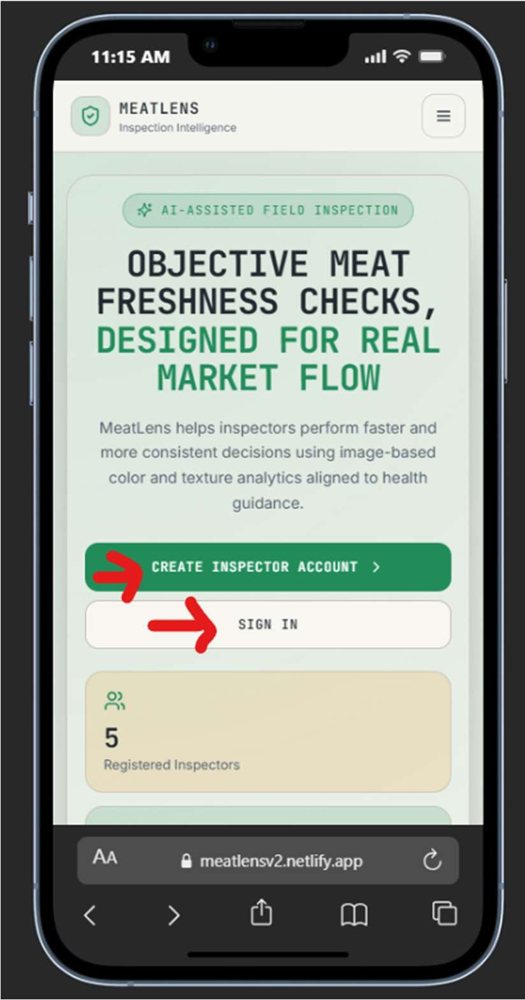 11:15 AM
MEATLENS
Inspection Intelligence
AI-ASSISTED FIELD INSPECTION
OBJECTIVE MEAT
FRESHNESS CHECKS,
DESIGNED FOR REAL
MARKET FLOW
MeatLens helps inspectors perform faster and
more consistent decisions using image-based
color and texture analytics aligned to health
guidance.
CREATE INSPECTOR ACCOUNT
SIGN IN
5
Registered Inspectors
AA
meatlensv2.netlify.app